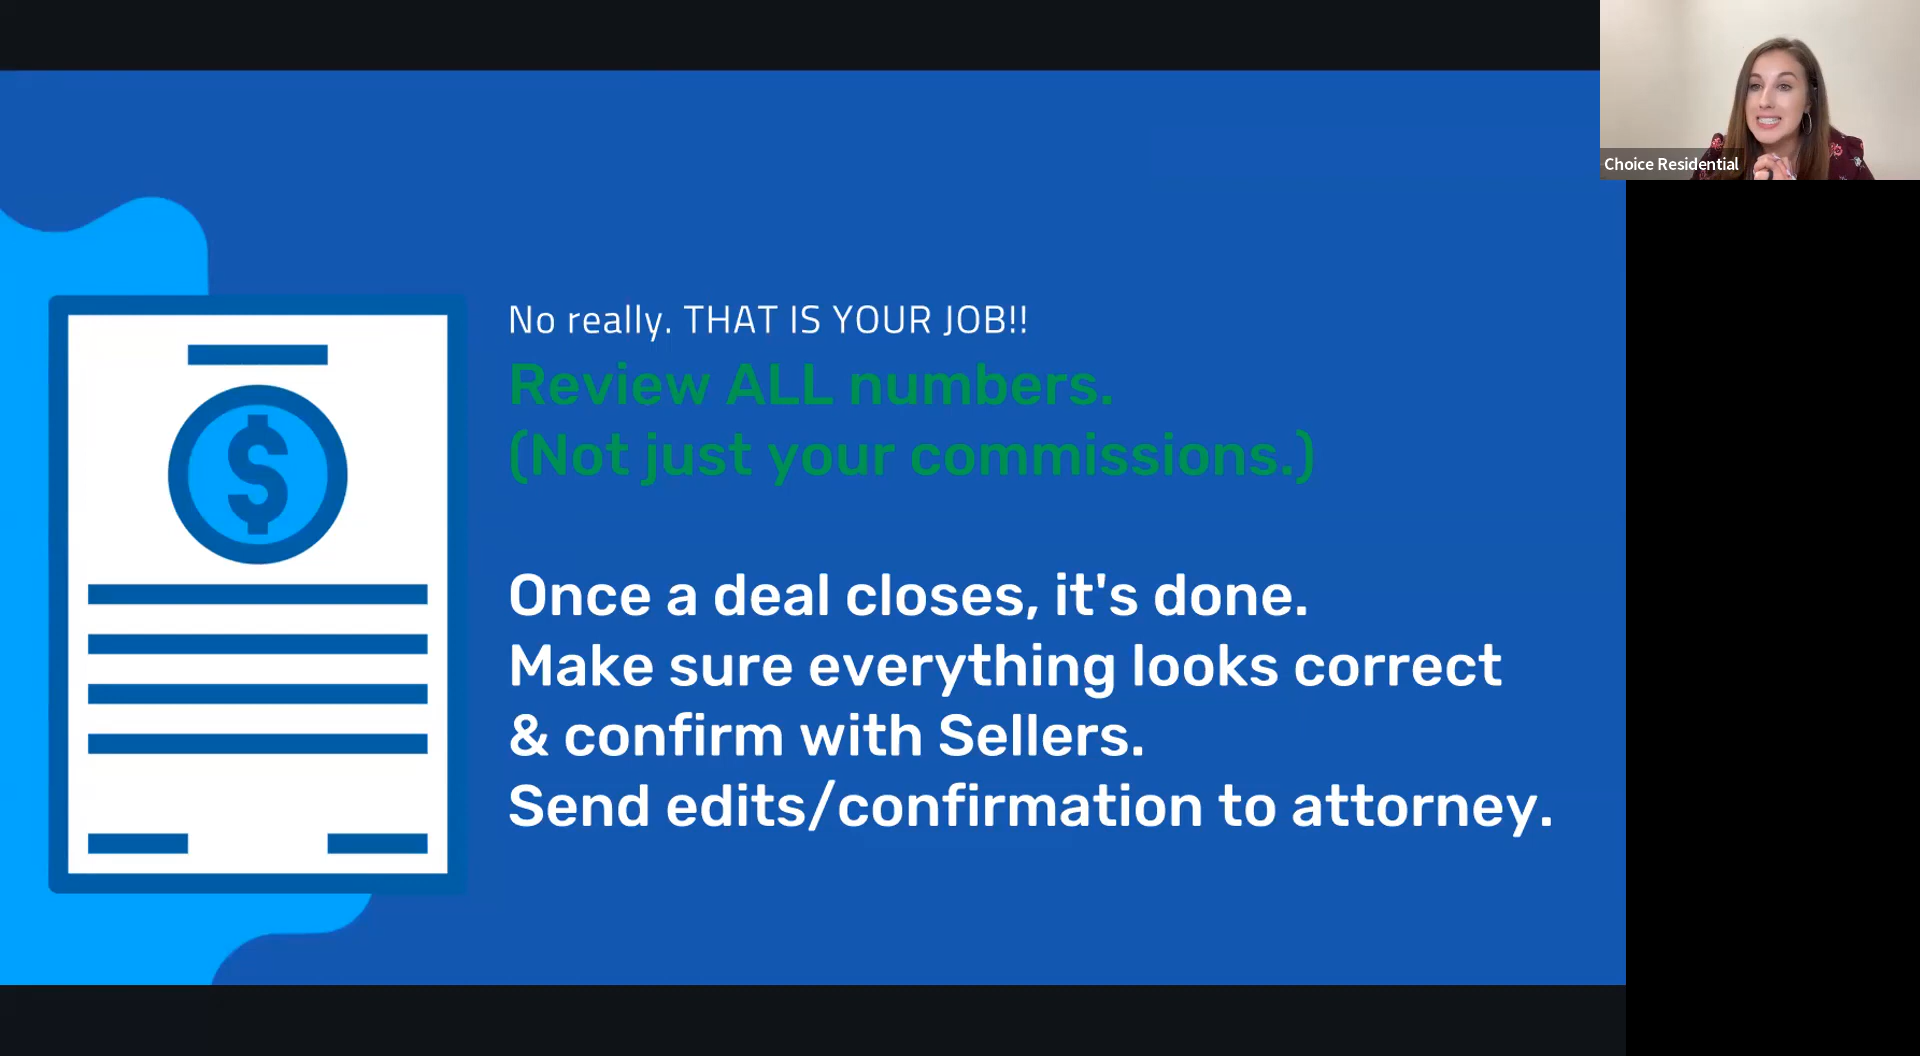 Choice Residential
No really. THAT IS YOUR JOB!!
Review ALL numbers.
(Not just your commissions.)
Once a deal closes, it's done.
Make sure everything looks correct
& confirm with Sellers.
Send edits/confirmation to attorney.
$